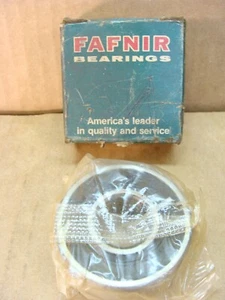 FAFNIR
BEARINGS
America's leader
in quality and service